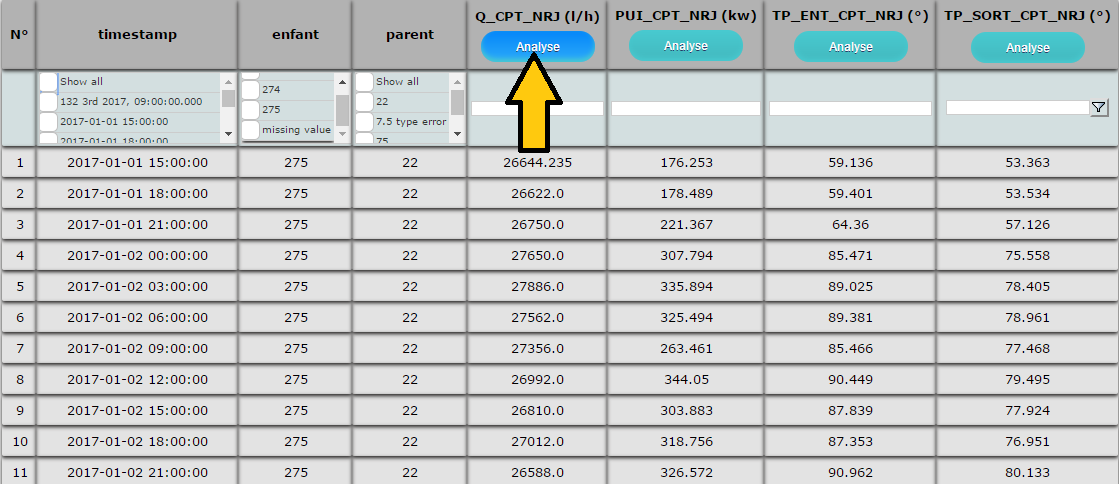 N° timestamp enfant parent Q_CPT_NRJ (l/h) PUI_CPT_NRJ (kw) TP_ENT_CPT_NRJ (°) TP_SORT_CPT_NRJ (°)
Analyse Analyse Analyse Analyse
Show all 274 Show all
132 3rd 2017, 09:00:00.000 275 22
2017-01-01 15:00:00 missing value 7.5 type error
2017-01-01 18:00:00 75
1 2017-01-01 15:00:00 275 22 26644.235 176.253 59.136 53.363
2 2017-01-01 18:00:00 275 22 26622.0 178.489 59.401 53.534
3 2017-01-01 21:00:00 275 22 26750.0 221.367 64.36 57.126
4 2017-01-02 00:00:00 275 22 27650.0 307.794 85.471 75.558
5 2017-01-02 03:00:00 275 22 27886.0 335.894 89.025 78.405
6 2017-01-02 06:00:00 275 22 27562.0 325.494 89.381 78.961
7 2017-01-02 09:00:00 275 22 27356.0 263.461 85.466 77.468
8 2017-01-02 12:00:00 275 22 26992.0 344.05 90.449 79.495
9 2017-01-02 15:00:00 275 22 26810.0 303.883 87.839 77.924
10 2017-01-02 18:00:00 275 22 27012.0 318.756 87.353 76.951
11 2017-01-02 21:00:00 275 22 26588.0 326.572 90.962 80.133